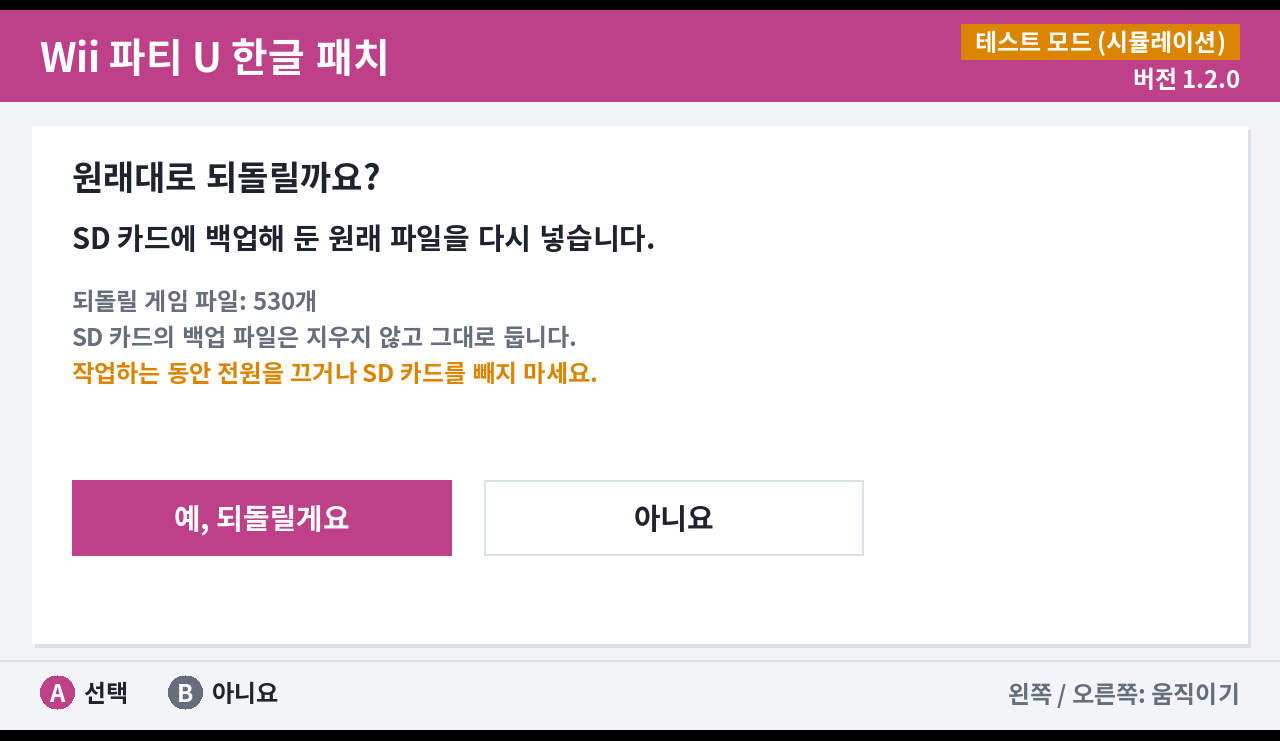 Wii 파티 U 한글 패치
테스트 모드 (시뮬레이션)
버전 1.2.0
원래대로 되돌릴까요?
SD 카드에 백업해 둔 원래 파일을 다시 넣습니다.
되돌릴 게임 파일: 530개
SD 카드의 백업 파일은 지우지 않고 그대로 둡니다.
작업하는 동안 전원을 끄거나 SD 카드를 빼지 마세요.
예, 되돌릴게요
아니요
A 선택
B 아니요
왼쪽 / 오른쪽: 움직이기